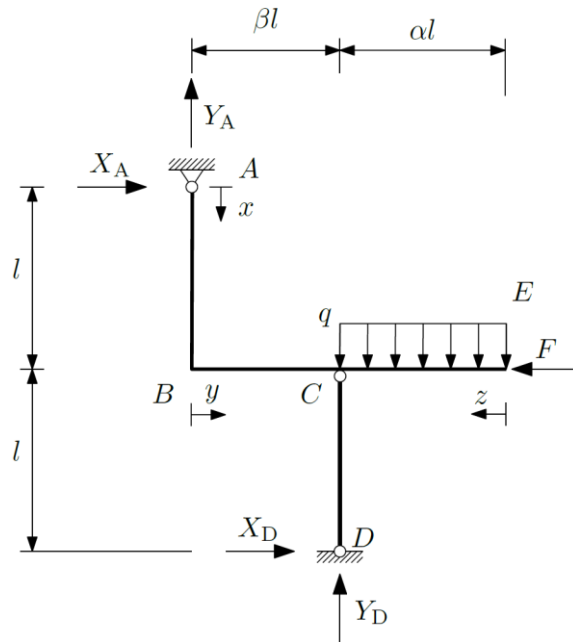 βl αl
Y_A
X_A A
x
l
q E
F
B y C z
l
X_D D
Y_D